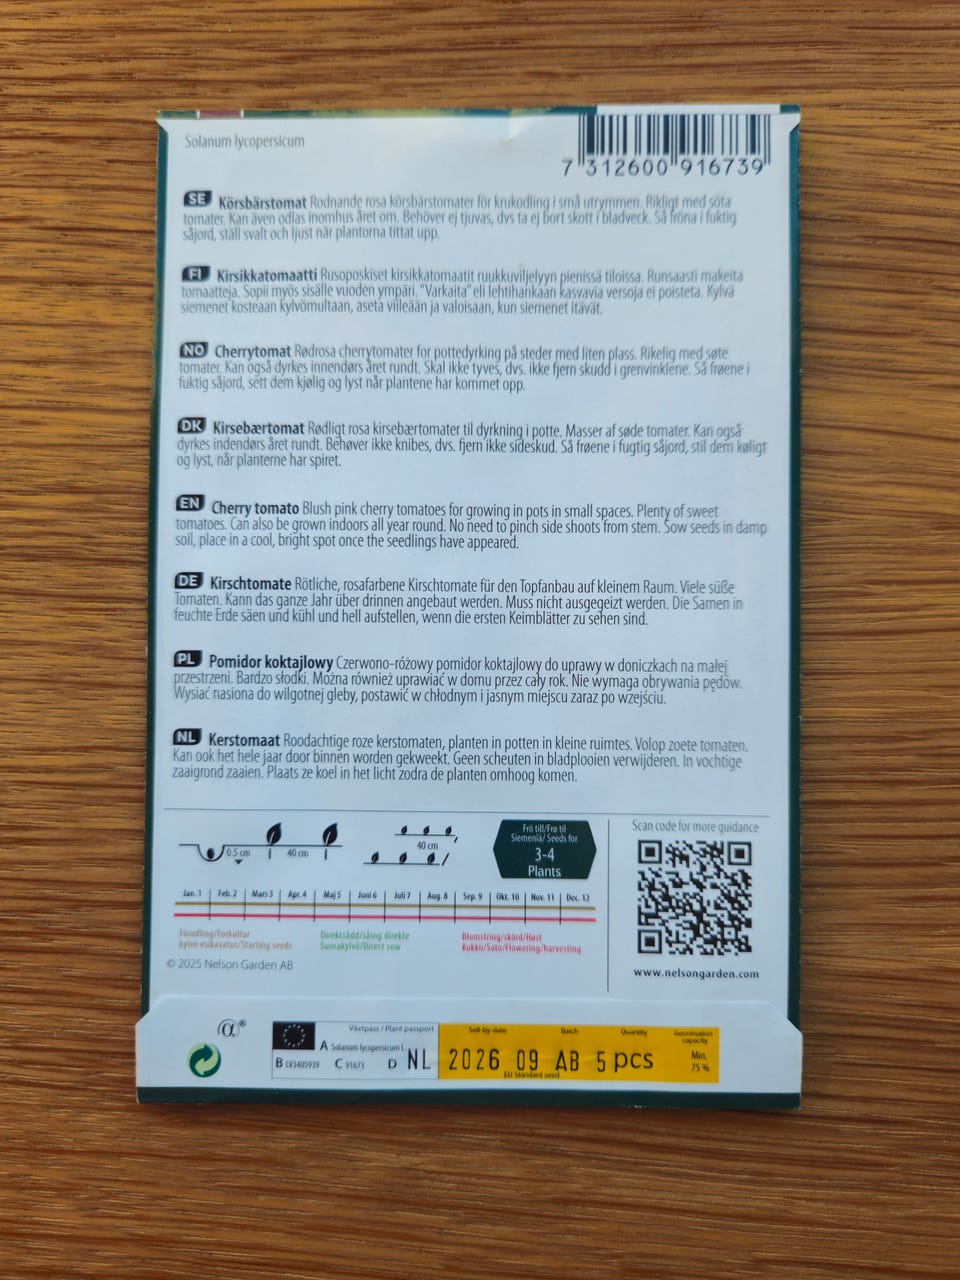 Solanum lycopersicum
7 312600 916739
SE Körsbärstomat Rodnande rosa körsbärstomater för krukodling i små utrymmen. Rikligt med söta
tomater. Kan även odlas inomhus året om. Behöver ej tjuvas, dvs ta ej bort skott i bladveck. Så fröna i fuktig
såjord, ställ svalt och ljust när plantorna tittat upp.
FI Kirsikkatomaatti Rusoposkiset kirsikkatomaatit ruukkuviljelyyn pienissä tiloissa. Runsaasti makeita
tomaatteja. Sopii myös sisälle vuoden ympäri. "Varkaita" eli lehtihankaan kasvavia versoja ei poisteta. Kylvä
siemenet kosteaan kylvömultaan, aseta viileään ja valoisaan, kun siemenet itävät.
NO Cherrytomat Rødrosa cherrytomater for pottedyrking på steder med liten plass. Rikelig med søte
tomater. Kan også dyrkes innendørs året rundt. Skal ikke tyves, dvs. ikke fjern skudd i grenvinklene. Så frøene i
fuktig såjord, sett dem kjølig og lyst når plantene har kommet opp.
DK Kirsebærtomat Rødligt rosa kirsebærtomater til dyrkning i potte. Masser af søde tomater. Kan også
dyrkes indendørs året rundt. Behøver ikke knibes, dvs. fjern ikke sideskud. Så frøene i fugtig såjord, stil dem køligt
og lyst, når planterne har spiret.
EN Cherry tomato Blush pink cherry tomatoes for growing in pots in small spaces. Plenty of sweet
tomatoes. Can also be grown indoors all year round. No need to pinch side shoots from stem. Sow seeds in damp
soil, place in a cool, bright spot once the seedlings have appeared.
DE Kirschtomate Rötliche, rosafarbene Kirschtomate für den Topfanbau auf kleinem Raum. Viele süße
Tomaten. Kann das ganze Jahr über drinnen angebaut werden. Muss nicht ausgegeizt werden. Die Samen in
feuchte Erde säen und kühl und hell aufstellen, wenn die ersten Keimblätter zu sehen sind.
PL Pomidor koktajlowy Czerwono-różowy pomidor koktajlowy do uprawy w doniczkach na małej
przestrzeni. Bardzo słodki. Można również uprawiać w domu przez cały rok. Nie wymaga obrywania pędów.
Wysiać nasiona do wilgotnej gleby, postawić w chłodnym i jasnym miejscu zaraz po wzejściu.
NL Kerstomaat Roodachtige roze kerstomaten, planten in potten in kleine ruimtes. Volop zoete tomaten.
Kan ook het hele jaar door binnen worden gekweekt. Geen scheuten in bladplooien verwijderen. In vochtige
zaaigrond zaaien. Plaats ze koel in het licht zodra de planten omhoog komen.
0.5 cm 40 cm
40 cm
Frö till/Frø til
Siemeniä/ Seeds for
3-4
Plants
Scan code for more guidance
Jan. 1 Feb. 2 Mars 3 Apr. 4 Maj 5 Juni 6 Juli 7 Aug. 8 Sep. 9 Okt. 10 Nov. 11 Dec. 12
Förodling/Forkultur
kylvö esikasvatus/Starting seeds
Direktsådd/såing direkte
Suorakylvö/Direct sow
Blomstring/skörd/Høst
Kukkii/Sato/Flowering/harvesting
www.nelsongarden.com
© 2025 Nelson Garden AB
@®
Växtpass / Plant passport
A Solanum lycopersicum L.
B LV3405939 C 91673 D NL
Sell-by-date Batch Quantity Germination
capacity
2026 09 AB 5 pcs
Min.
75 %
EU Standard seed